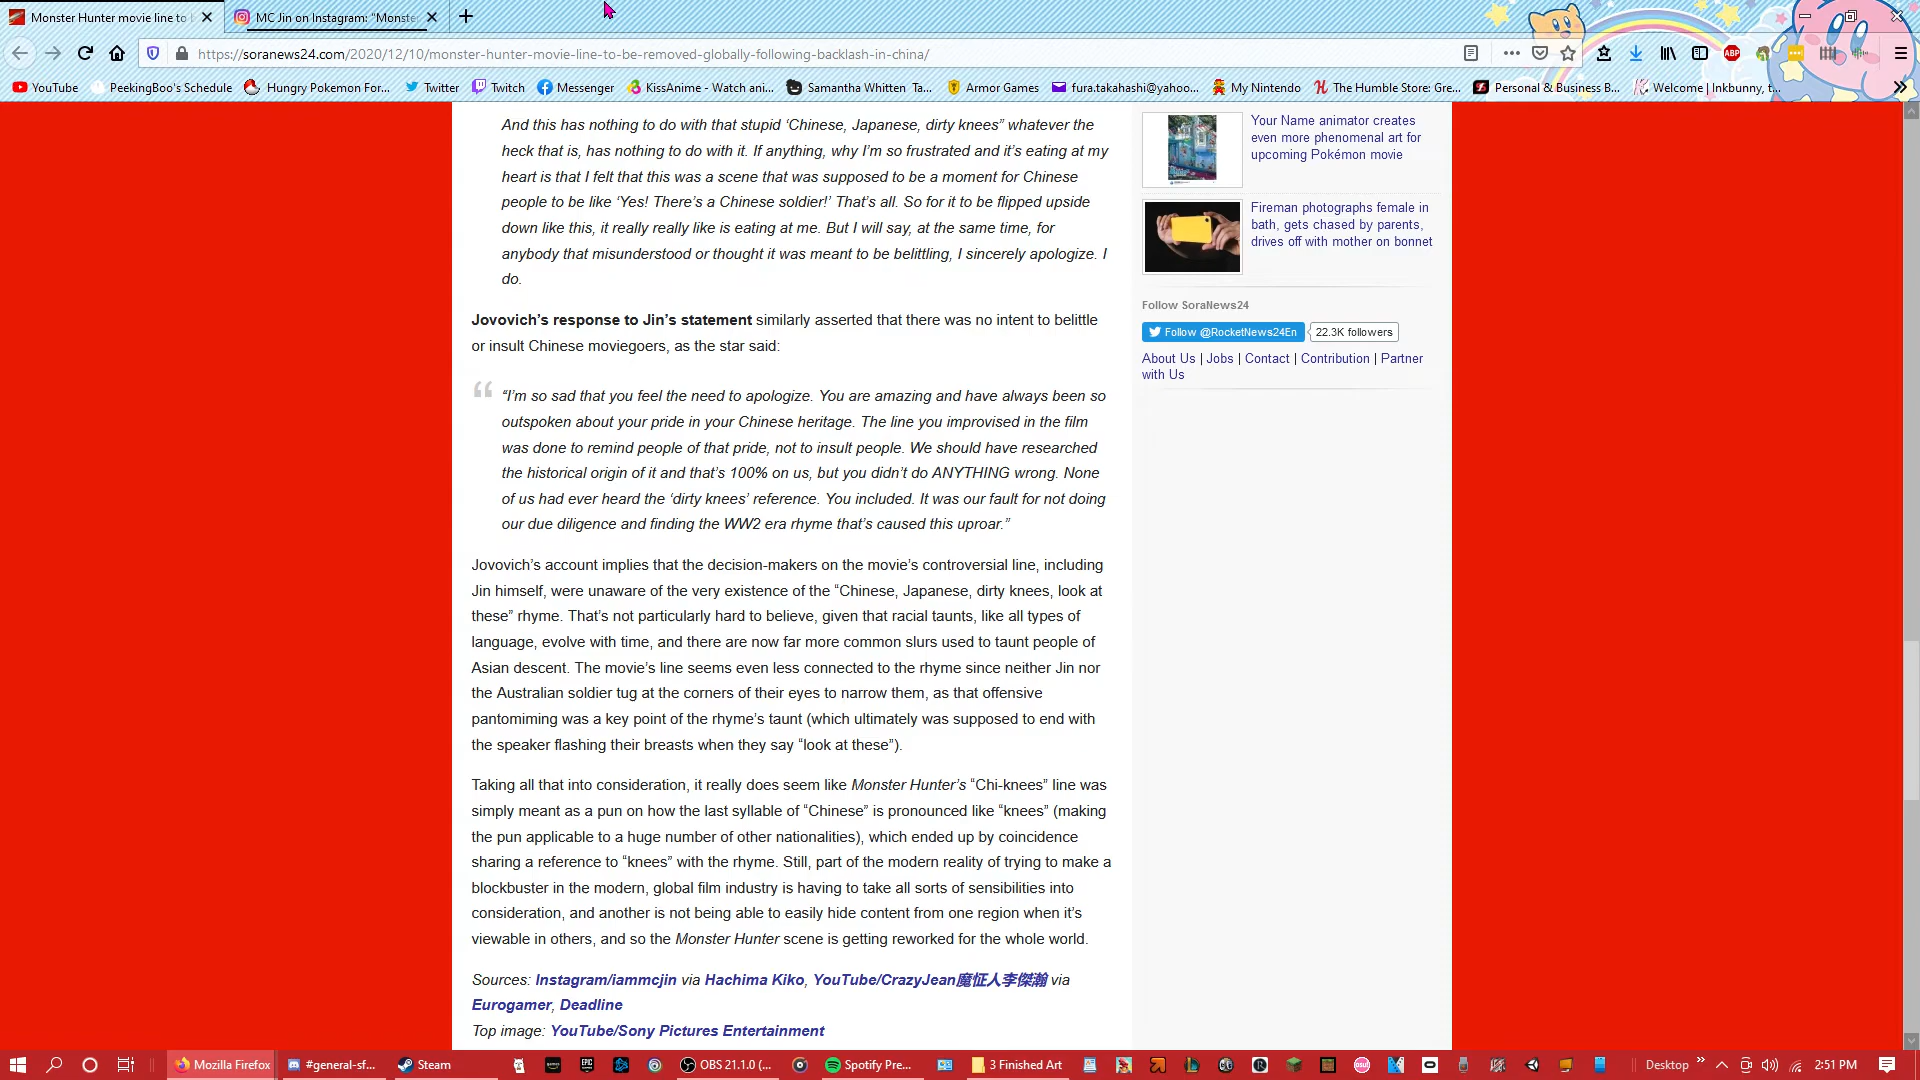 Monster Hunter movie line to b
MC Jin on Instagram: "Monste
https://soranews24.com/2020/12/10/monster-hunter-movie-line-to-be-removed-globally-following-backlash-in-china/
ABP
YouTube
PeekingBoo's Schedule
Hungry Pokemon For...
Twitter
Twitch
Messenger
KissAnime - Watch ani...
Samantha Whitten Ta...
Armor Games
fura.takahashi@yahoo...
My Nintendo
The Humble Store: Gre...
Personal & Business B...
Welcome | Inkbunny, t...
And this has nothing to do with that stupid ‘Chinese, Japanese, dirty knees” whatever the
heck that is, has nothing to do with it. If anything, why I’m so frustrated and it’s eating at my
heart is that I felt that this was a scene that was supposed to be a moment for Chinese
people to be like ‘Yes! There’s a Chinese soldier!’ That’s all. So for it to be flipped upside
down like this, it really really like is eating at me. But I will say, at the same time, for
anybody that misunderstood or thought it was meant to be belittling, I sincerely apologize. I
do.
Jovovich’s response to Jin’s statement similarly asserted that there was no intent to belittle
or insult Chinese moviegoers, as the star said:
“I’m so sad that you feel the need to apologize. You are amazing and have always been so
outspoken about your pride in your Chinese heritage. The line you improvised in the film
was done to remind people of that pride, not to insult people. We should have researched
the historical origin of it and that’s 100% on us, but you didn’t do ANYTHING wrong. None
of us had ever heard the ‘dirty knees’ reference. You included. It was our fault for not doing
our due diligence and finding the WW2 era rhyme that’s caused this uproar.”
Jovovich’s account implies that the decision-makers on the movie’s controversial line, including
Jin himself, were unaware of the very existence of the “Chinese, Japanese, dirty knees, look at
these” rhyme. That’s not particularly hard to believe, given that racial taunts, like all types of
language, evolve with time, and there are now far more common slurs used to taunt people of
Asian descent. The movie’s line seems even less connected to the rhyme since neither Jin nor
the Australian soldier tug at the corners of their eyes to narrow them, as that offensive
pantomiming was a key point of the rhyme’s taunt (which ultimately was supposed to end with
the speaker flashing their breasts when they say “look at these”).
Taking all that into consideration, it really does seem like Monster Hunter’s “Chi-knees” line was
simply meant as a pun on how the last syllable of “Chinese” is pronounced like “knees” (making
the pun applicable to a huge number of other nationalities), which ended up by coincidence
sharing a reference to “knees” with the rhyme. Still, part of the modern reality of trying to make a
blockbuster in the modern, global film industry is having to take all sorts of sensibilities into
consideration, and another is not being able to easily hide content from one region when it’s
viewable in others, and so the Monster Hunter scene is getting reworked for the whole world.
Sources: Instagram/iammcjin via Hachima Kiko, YouTube/CrazyJean魔怔人李傑瀚 via
Eurogamer, Deadline
Top image: YouTube/Sony Pictures Entertainment
Your Name animator creates
even more phenomenal art for
upcoming Pokémon movie
Fireman photographs female in
bath, gets chased by parents,
drives off with mother on bonnet
Follow SoraNews24
Follow @RocketNews24En
22.3K followers
About Us | Jobs | Contact | Contribution | Partner
with Us
Mozilla Firefox
#general-sf...
Steam
OBS 21.1.0 (...
Spotify Pre...
3 Finished Art
Desktop
2:51 PM